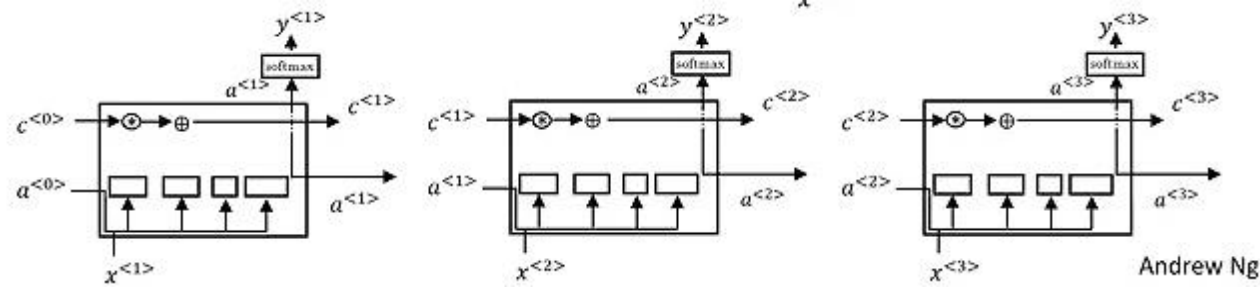 x
y<1> y<2> y<3>
softmax softmax softmax
a<1> a<2> a<3>
c<0> c<1> c<1> c<2> c<2> c<3>
a<0> a<1> a<1> a<2> a<2> a<3>
x<1> x<2> x<3>
Andrew Ng